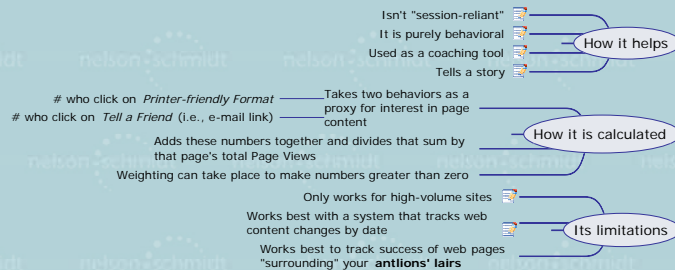 Isn't "session-reliant"
It is purely behavioral
Used as a coaching tool
Tells a story
How it helps
# who click on Printer-friendly Format
# who click on Tell a Friend (i.e., e-mail link)
Takes two behaviors as a
proxy for interest in page
content
Adds these numbers together and divides that sum by
that page's total Page Views
Weighting can take place to make numbers greater than zero
How it is calculated
Only works for high-volume sites
Works best with a system that tracks web
content changes by date
Works best to track success of web pages
"surrounding" your antlions' lairs
Its limitations
nelson schmidt